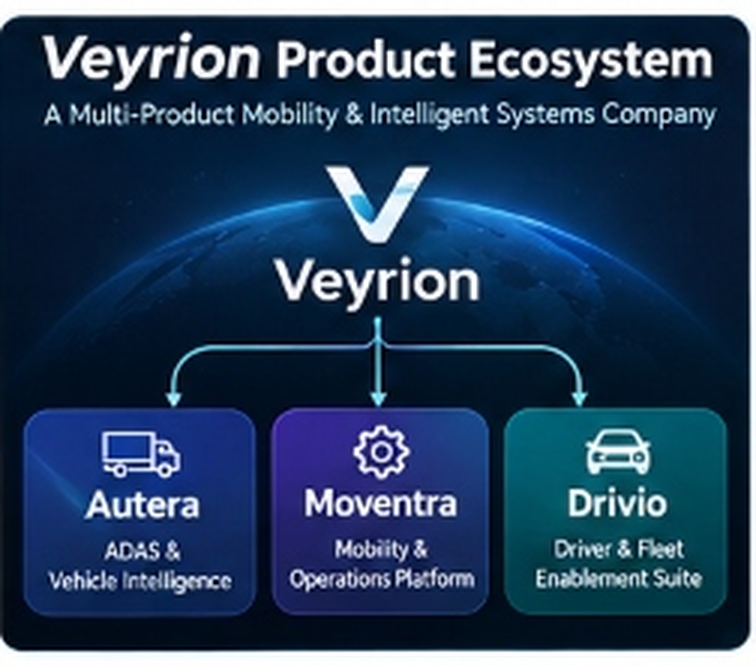 Veyrion Product Ecosystem
A Multi-Product Mobility & Intelligent Systems Company
Veyrion
Autera
ADAS &
Vehicle Intelligence
Moventra
Mobility &
Operations Platform
Drivio
Driver & Fleet
Enablement Suite